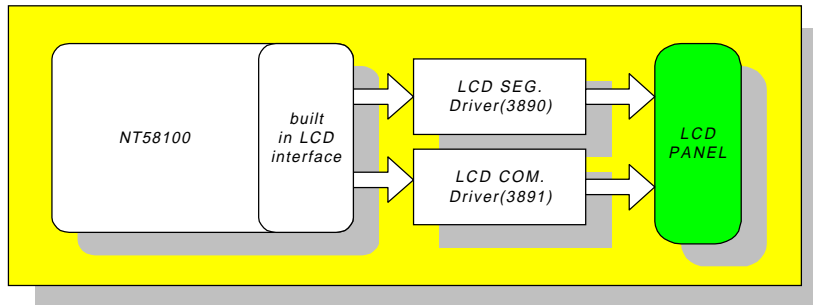 NT58100
built
in LCD
interface
LCD SEG.
Driver(3890)
LCD COM.
Driver(3891)
LCD
PANEL